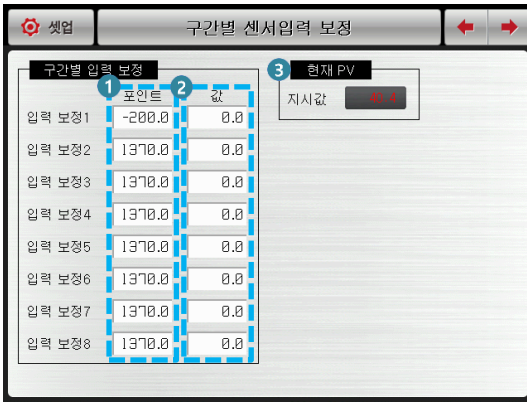 셋업
구간별 센서입력 보정
구간별 입력 보정
3 현재 PV
1 포인트 2 값
지시값
입력 보정1 -200.0 0.0
입력 보정2 1370.0 0.0
입력 보정3 1370.0 0.0
입력 보정4 1370.0 0.0
입력 보정5 1370.0 0.0
입력 보정6 1370.0 0.0
입력 보정7 1370.0 0.0
입력 보정8 1370.0 0.0